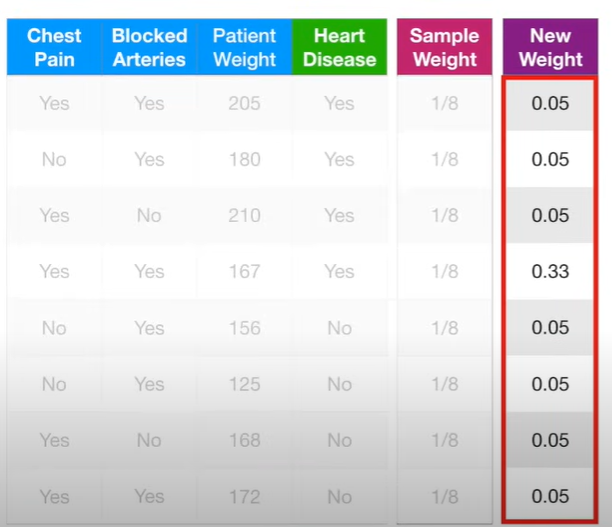 Chest Pain Blocked Arteries Patient Weight Heart Disease Sample Weight New Weight
Yes Yes 205 Yes 1/8 0.05
No Yes 180 Yes 1/8 0.05
Yes No 210 Yes 1/8 0.05
Yes Yes 167 Yes 1/8 0.33
No Yes 156 No 1/8 0.05
No Yes 125 No 1/8 0.05
Yes No 168 No 1/8 0.05
Yes Yes 172 No 1/8 0.05